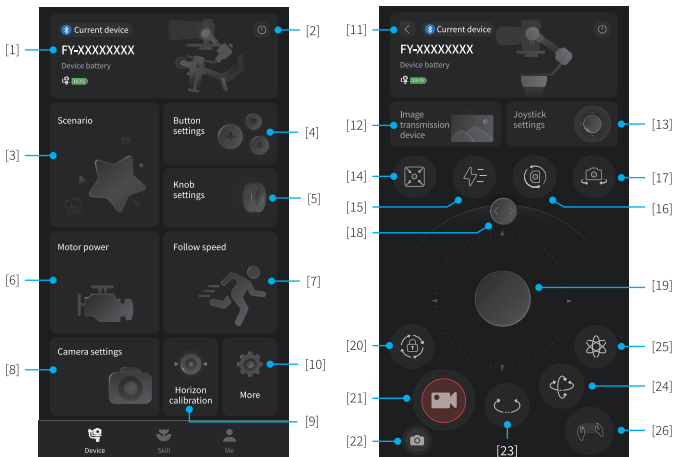 [1]
Current device
[2]
FY-XXXXXXXX
Device battery
100%
[3]
Scenario
Button
settings
[4]
Knob
settings
[5]
[6]
Motor power
Follow speed
[7]
[8]
Camera settings
Horizon
calibration
[9]
More
[10]
Device
Skill
Me
[11]
Current device
FY-XXXXXXXX
Device battery
100%
[12]
Image
transmission
device
Joystick
settings
[13]
[14]
[15]
[16]
[17]
[18]
[19]
[20]
[25]
[21]
[24]
[22]
[23]
[26]